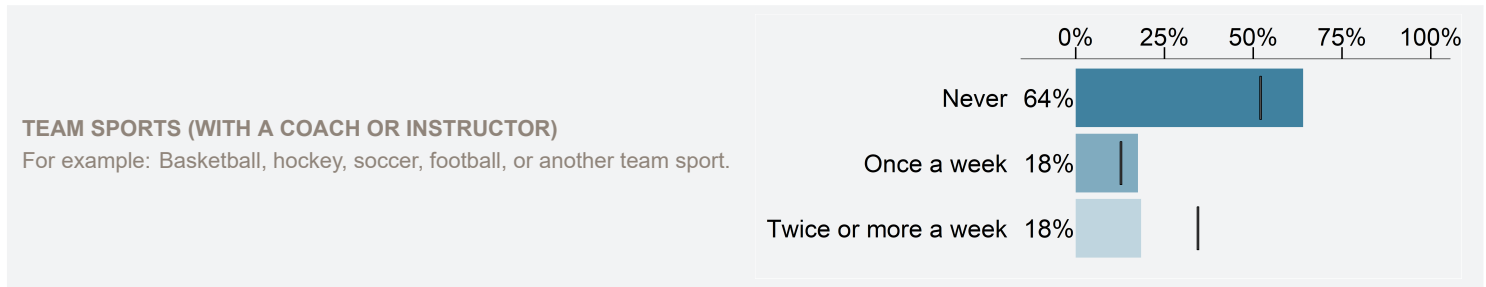 TEAM SPORTS (WITH A COACH OR INSTRUCTOR)
For example: Basketball, hockey, soccer, football, or another team sport.
0% 25% 50% 75% 100%
Never 64%
Once a week 18%
Twice or more a week 18%